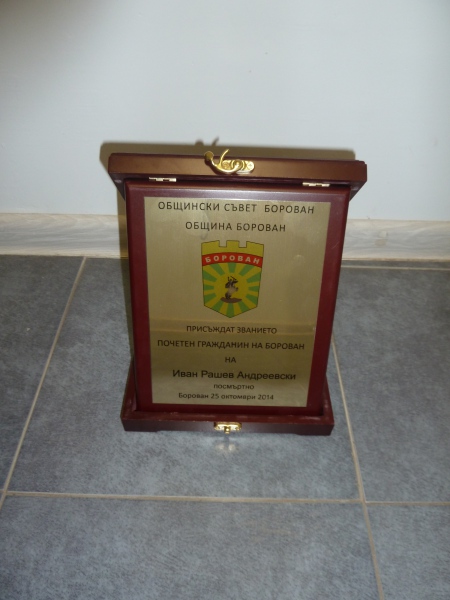 ОБЩИНСКИ СЪВЕТ БОРОВАН
ОБЩИНА БОРОВАН
БОРОВАН
ПРИСЪЖДАТ ЗВАНИЕТО
ПОЧЕТЕН ГРАЖДАНИН НА БОРОВАН
НА
Иван Рашев Андреевски
посмъртно
Борован 25 октомври 2014